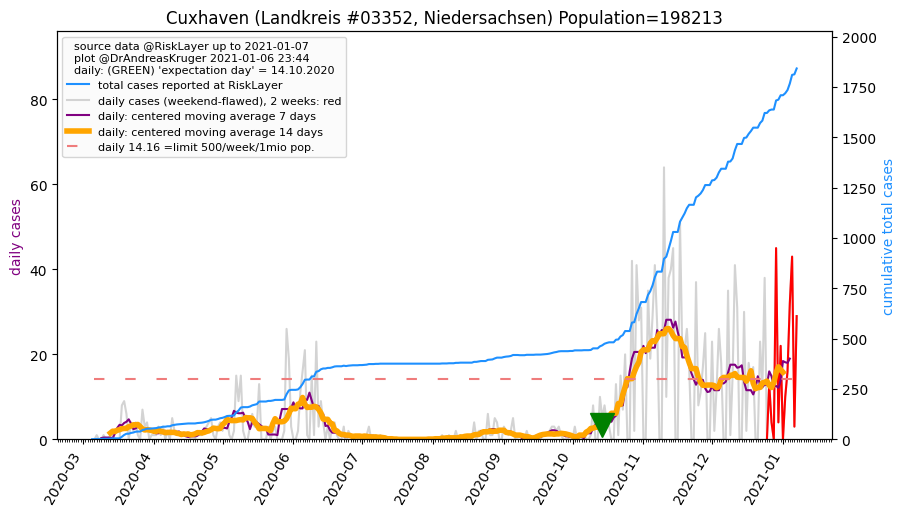 Cuxhaven (Landkreis #03352, Niedersachsen) Population=198213
source data @RiskLayer up to 2021-01-07
plot @DrAndreasKruger 2021-01-06 23:44
daily: (GREEN) 'expectation day' = 14.10.2020
total cases reported at RiskLayer
daily cases (weekend-flawed), 2 weeks: red
daily: centered moving average 7 days
daily: centered moving average 14 days
daily 14.16 =limit 500/week/1mio pop.
daily cases
80
60
40
20
0
cumulative total cases
2000
1750
1500
1250
1000
750
500
250
0
2020-03
2020-04
2020-05
2020-06
2020-07
2020-08
2020-09
2020-10
2020-11
2020-12
2021-01